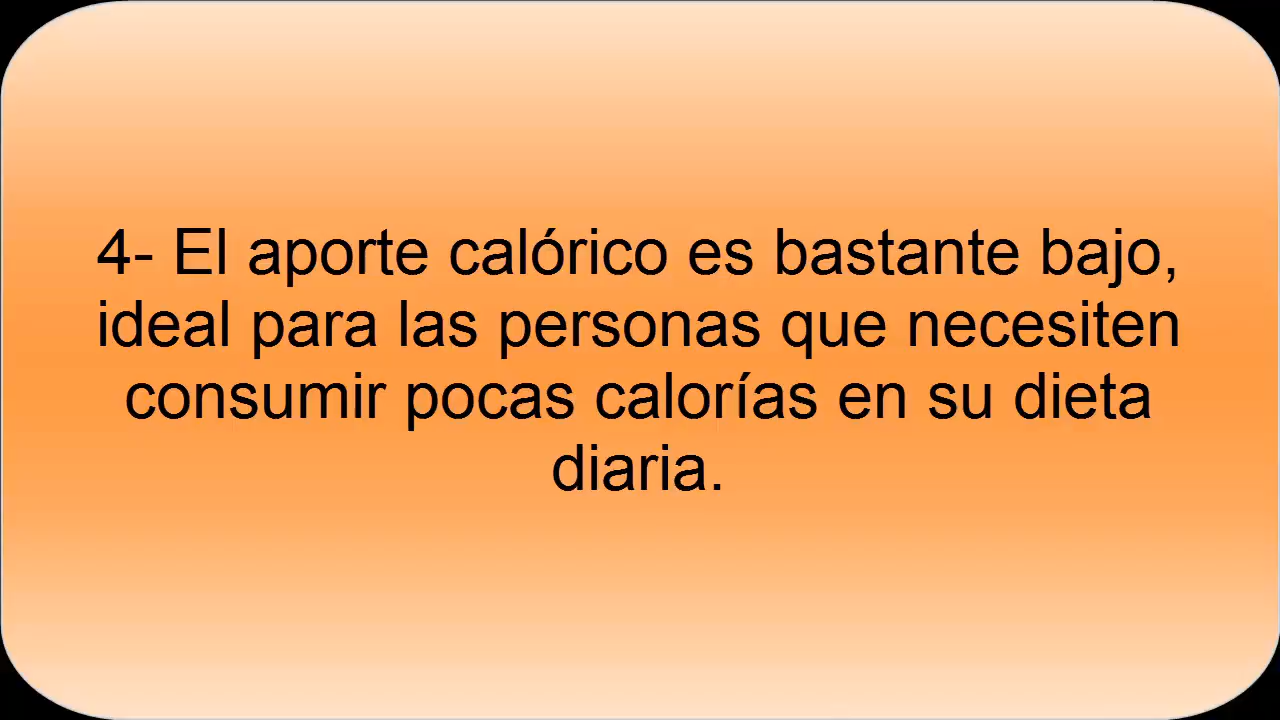 4- El aporte calórico es bastante bajo,
ideal para las personas que necesiten
consumir pocas calorías en su dieta
diaria.